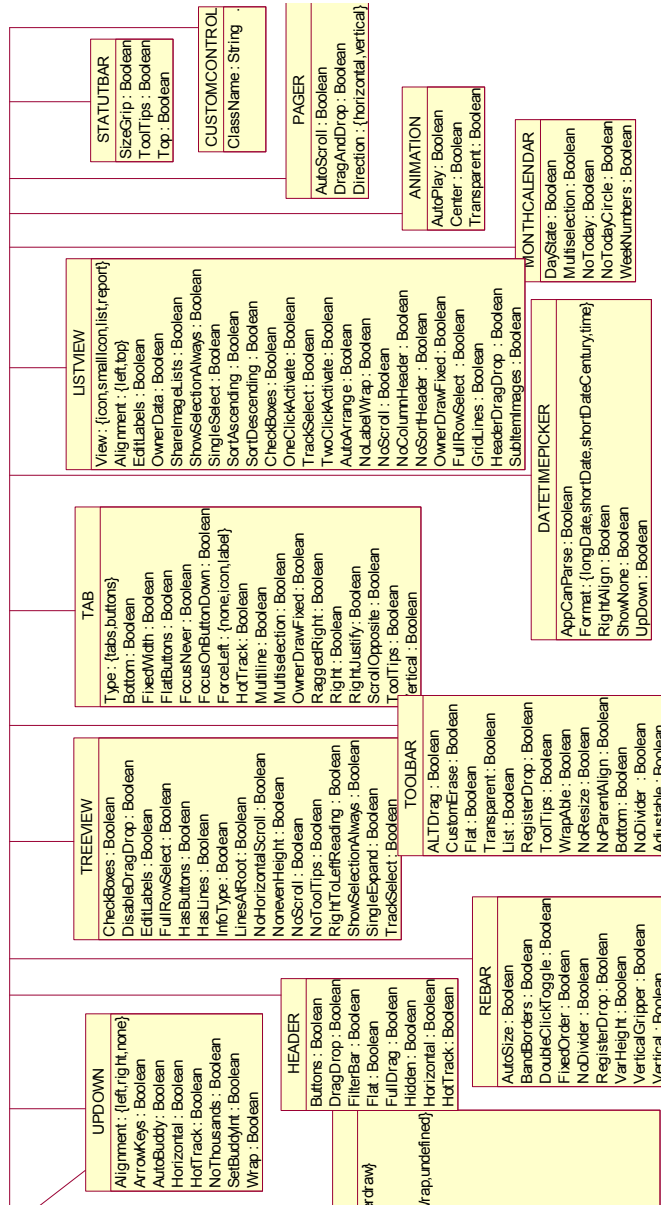 STATUTBAR
SizeGrip : Boolean
ToolTips : Boolean
Top : Boolean
CUSTOMCONTROL
ClassName : String
PAGER
AutoScroll : Boolean
DragAndDrop : Boolean
Direction : {horizontal,vertical}
ANIMATION
AutoPlay : Boolean
Center : Boolean
Transparent : Boolean
MONTHCALENDAR
DayState : Boolean
Multiselection : Boolean
NoToday : Boolean
NoTodayCircle : Boolean
WeekNumbers : Boolean
LISTVIEW
View : {icon,smallIcon,list,report}
Alignment : {left,top}
EditLabels : Boolean
OwnerData : Boolean
ShareImageLists : Boolean
ShowSelectionAlways : Boolean
SingleSelect : Boolean
SortAscending : Boolean
SortDescending : Boolean
CheckBoxes : Boolean
OneClickActivate : Boolean
TrackSelect : Boolean
TwoClickActivate : Boolean
AutoArrange : Boolean
NoLabelWrap : Boolean
NoScroll : Boolean
NoColumnHeader : Boolean
NoSortHeader : Boolean
OwnerDrawFixed : Boolean
FullRowSelect : Boolean
GridLines : Boolean
HeaderDragDrop : Boolean
SubItemImages : Boolean
DATETIMEPICKER
AppCanParse : Boolean
Format : {longDate,shortDate,shortDateCentury,time}
RightAlign : Boolean
ShowNone : Boolean
UpDown : Boolean
TAB
Type : {tabs,buttons}
Bottom : Boolean
FixedWidth : Boolean
FlatButtons : Boolean
FocusNever : Boolean
FocusOnButtonDown : Boolean
ForceLeft : {none,icon,label}
HotTrack : Boolean
Multiline : Boolean
Multiselection : Boolean
OwnerDrawFixed : Boolean
RaggedRight : Boolean
Right : Boolean
RightJustify : Boolean
ScrollOpposite : Boolean
ToolTips : Boolean
ertical : Boolean
TREEVIEW
CheckBoxes : Boolean
DisableDragDrop : Boolean
EditLabels : Boolean
FullRowSelect : Boolean
HasButtons : Boolean
HasLines : Boolean
InfoType : Boolean
LinesAtRoot : Boolean
NoHorizontalScroll : Boolean
NonevenHeight : Boolean
NoScroll : Boolean
NoToolTips : Boolean
RightToLeftReading : Boolean
ShowSelectionAlways : Boolean
SingleExpand : Boolean
TrackSelect : Boolean
TOOLBAR
ALTDrag : Boolean
CustomErase : Boolean
Flat : Boolean
Transparent : Boolean
List : Boolean
RegisterDrop : Boolean
ToolTips : Boolean
WrapAble : Boolean
NoResize : Boolean
NoParentAlign : Boolean
Bottom : Boolean
NoDivider : Boolean
Adjustable : Boolean
UPDOWN
Alignment : {left,right,none}
ArrowKeys : Boolean
AutoBuddy : Boolean
Horizontal : Boolean
HotTrack : Boolean
NoThousands : Boolean
SetBuddyInt : Boolean
Wrap : Boolean
HEADER
Buttons : Boolean
DragDrop : Boolean
FilterBar : Boolean
Flat : Boolean
FullDrag : Boolean
Hidden : Boolean
Horizontal : Boolean
HotTrack : Boolean
REBAR
AutoSize : Boolean
BandBorders : Boolean
DoubleClickToggle : Boolean
FixedOrder : Boolean
NoDivider : Boolean
RegisterDrop : Boolean
VarHeight : Boolean
VerticalGripper : Boolean
Vertical : Boolean
erdraw}
Wrap,undefined}